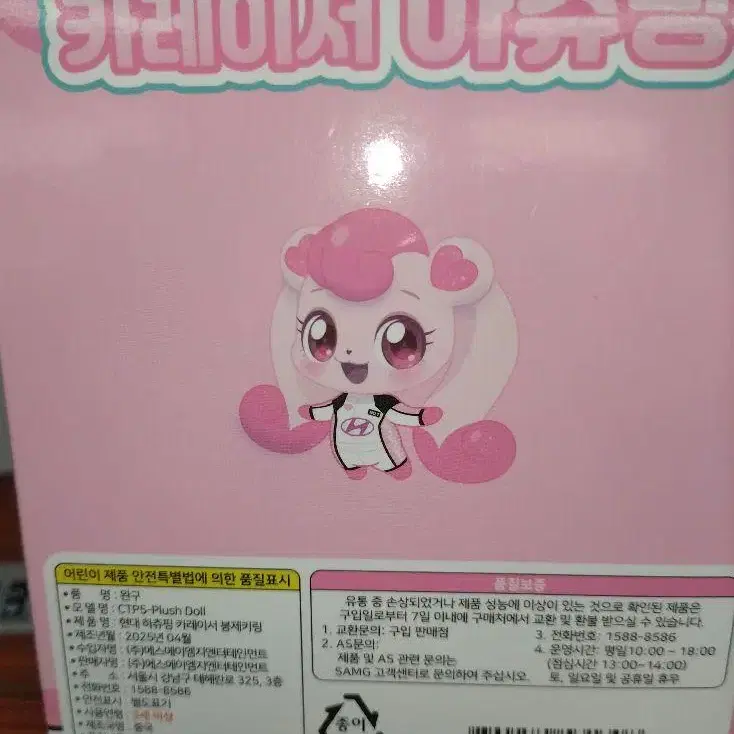 카레이서 하츄핑
어린이 제품 안전특별법에 의한 품질표시
• 품 명 : 완구
• 모 델 명 : CTP5-Plush Doll
• 제 품 명 : 현대 하츄핑 카레이서 봉제키링
• 제조년월 : 2025년 04월
• 수입자명 : (주)에스에이엠지엔터테인먼트
• 판매자명 : (주)에스에이엠지엔터테인먼트
• 주 소 : 서울시 강남구 테헤란로 325, 3층
• 전화번호 : 1588-8586
• 안전표시 : 별도표기
• 사용연령 : 3세 이상
• 제조국명 : 중국
품질보증
유통 중 손상되었거나 제품 성능에 이상이 있는 것으로 확인된 제품은
구입일로부터 7일 이내에 구매처에서 교환 및 환불 받으실 수 있습니다.
1. 교환문의: 구입 판매점
2. AS문의:
제품 및 AS 관련 문의는
SAMG 고객센터로 문의하여 주십시오.
3. 전화번호: 1588-8586
4. 운영시간: 평일10:00 ~ 18:00
(점심시간 13:00~14:00)
토, 일요일 및 공휴일 휴무
종이